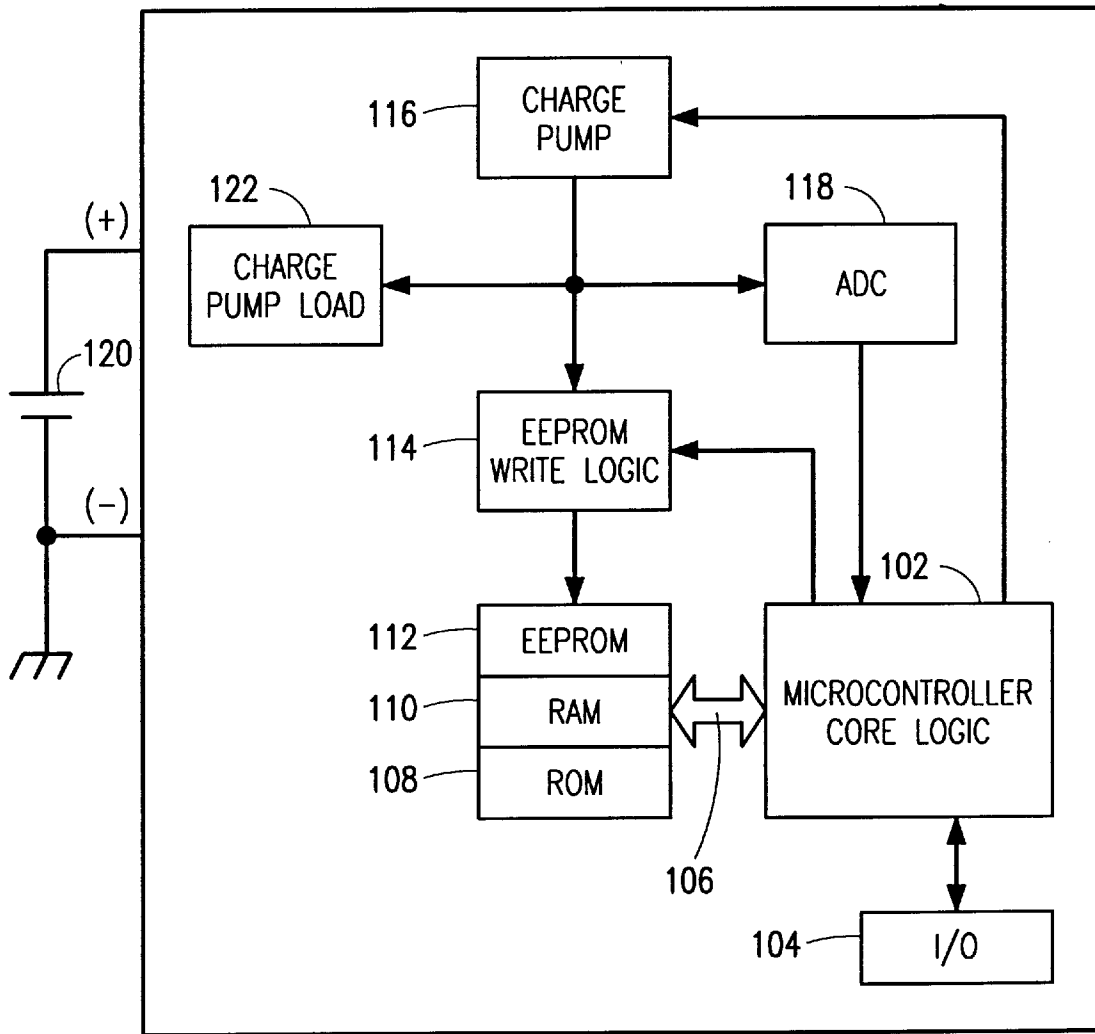 CHARGE
PUMP
116
122
118
(+)
CHARGE
PUMP LOAD
ADC
120
EEPROM
WRITE LOGIC
114
(-)
102
112
EEPROM
110
RAM
MICROCONTROLLER
CORE LOGIC
108
ROM
106
104
I/O